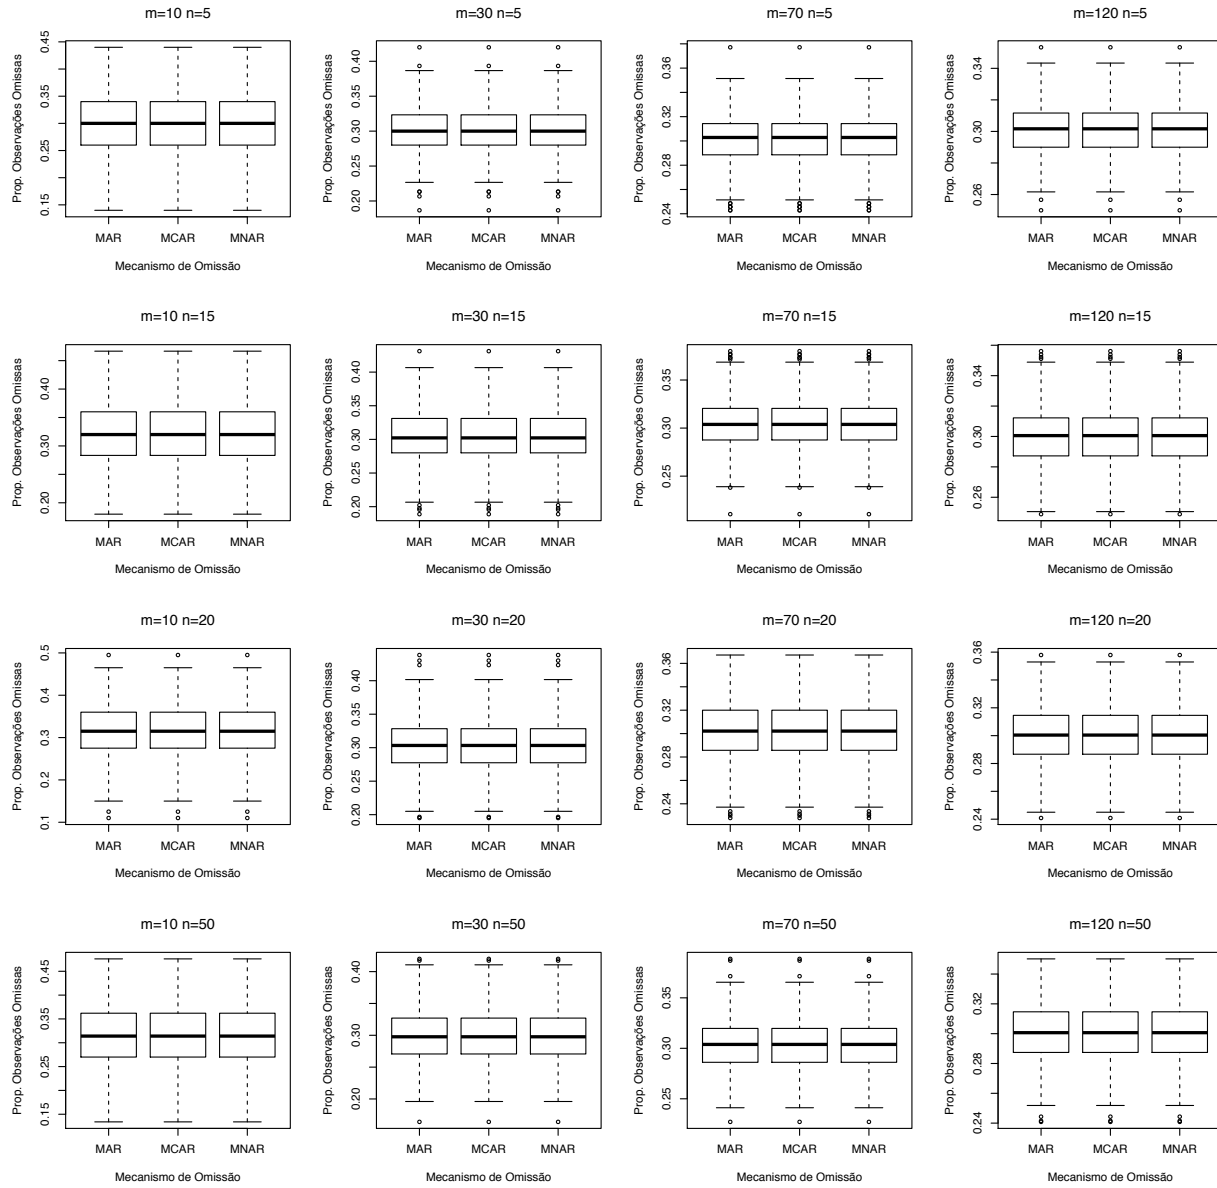 m=10 n=5
Prop. Observações Omissas
0.45
0.35
0.25
0.15
MAR MCAR MNAR
Mecanismo de Omissão
m=30 n=5
Prop. Observações Omissas
0.40
0.35
0.30
0.25
0.20
MAR MCAR MNAR
Mecanismo de Omissão
m=70 n=5
Prop. Observações Omissas
0.36
0.32
0.28
0.24
MAR MCAR MNAR
Mecanismo de Omissão
m=120 n=5
Prop. Observações Omissas
0.34
0.30
0.26
MAR MCAR MNAR
Mecanismo de Omissão
m=10 n=15
Prop. Observações Omissas
0.30
0.20
MAR MCAR MNAR
Mecanismo de Omissão
m=30 n=15
Prop. Observações Omissas
0.40
0.35
0.30
0.25
0.20
MAR MCAR MNAR
Mecanismo de Omissão
m=70 n=15
Prop. Observações Omissas
0.35
0.30
0.25
MAR MCAR MNAR
Mecanismo de Omissão
m=120 n=15
Prop. Observações Omissas
0.34
0.30
0.26
MAR MCAR MNAR
Mecanismo de Omissão
m=10 n=20
Prop. Observações Omissas
0.5
0.4
0.3
0.2
0.1
MAR MCAR MNAR
Mecanismo de Omissão
m=30 n=20
Prop. Observações Omissas
0.40
0.35
0.30
0.25
0.20
MAR MCAR MNAR
Mecanismo de Omissão
m=70 n=20
Prop. Observações Omissas
0.36
0.32
0.28
0.24
MAR MCAR MNAR
Mecanismo de Omissão
m=120 n=20
Prop. Observações Omissas
0.36
0.32
0.28
0.24
MAR MCAR MNAR
Mecanismo de Omissão
m=10 n=50
Prop. Observações Omissas
0.45
0.35
0.25
0.15
MAR MCAR MNAR
Mecanismo de Omissão
m=30 n=50
Prop. Observações Omissas
0.40
0.30
0.20
MAR MCAR MNAR
Mecanismo de Omissão
m=70 n=50
Prop. Observações Omissas
0.35
0.30
0.25
MAR MCAR MNAR
Mecanismo de Omissão
m=120 n=50
Prop. Observações Omissas
0.32
0.28
0.24
MAR MCAR MNAR
Mecanismo de Omissão